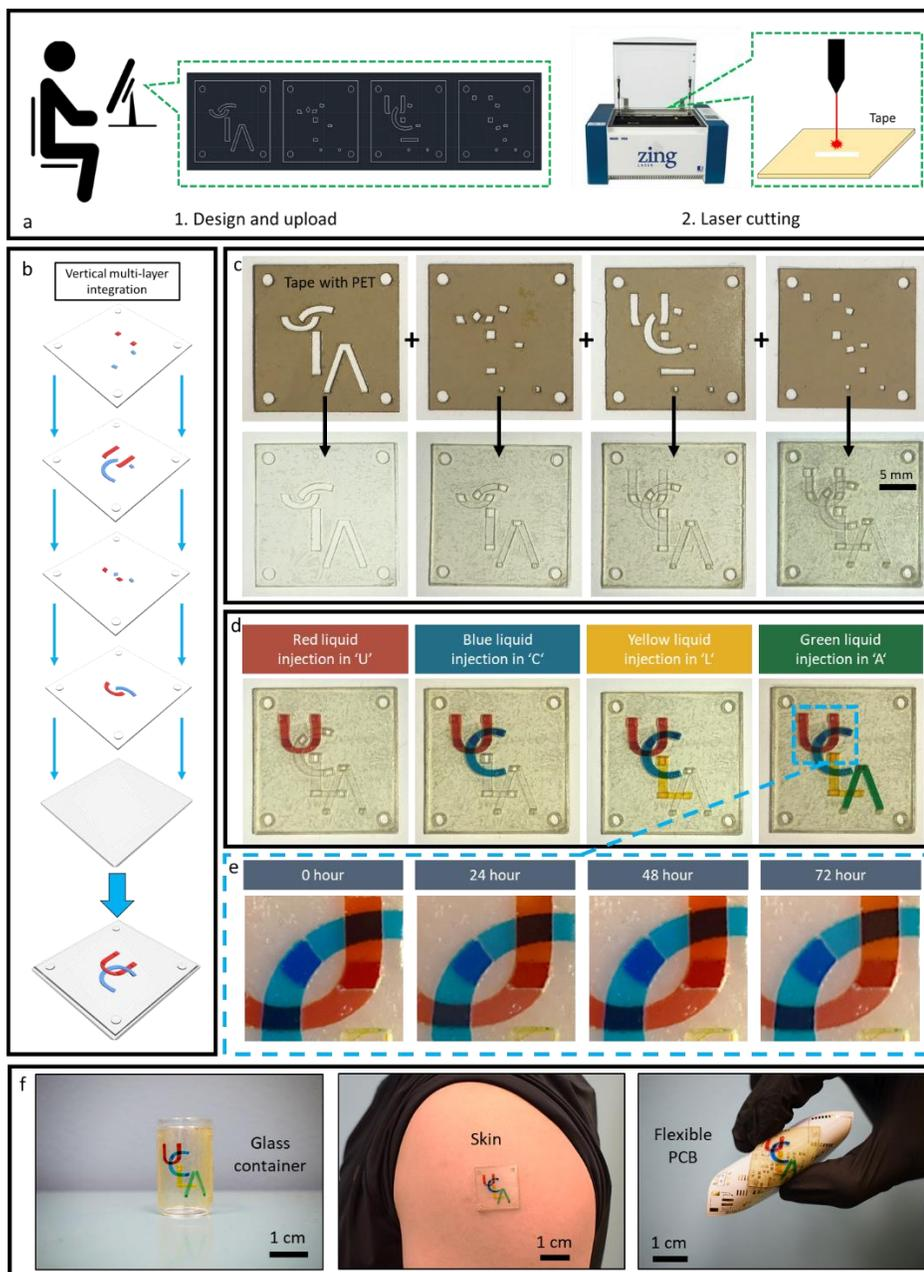 Tape
zing
LASER
a
1. Design and upload
2. Laser cutting
b
Vertical multi-layer
integration
c
Tape with PET
+
+
+
5 mm
d
Red liquid
injection in 'U'
Blue liquid
injection in 'C'
Yellow liquid
injection in 'L'
Green liquid
injection in 'A'
UCLA
e
0 hour
24 hour
48 hour
72 hour
f
Glass
container
1 cm
Skin
1 cm
Flexible
PCB
1 cm